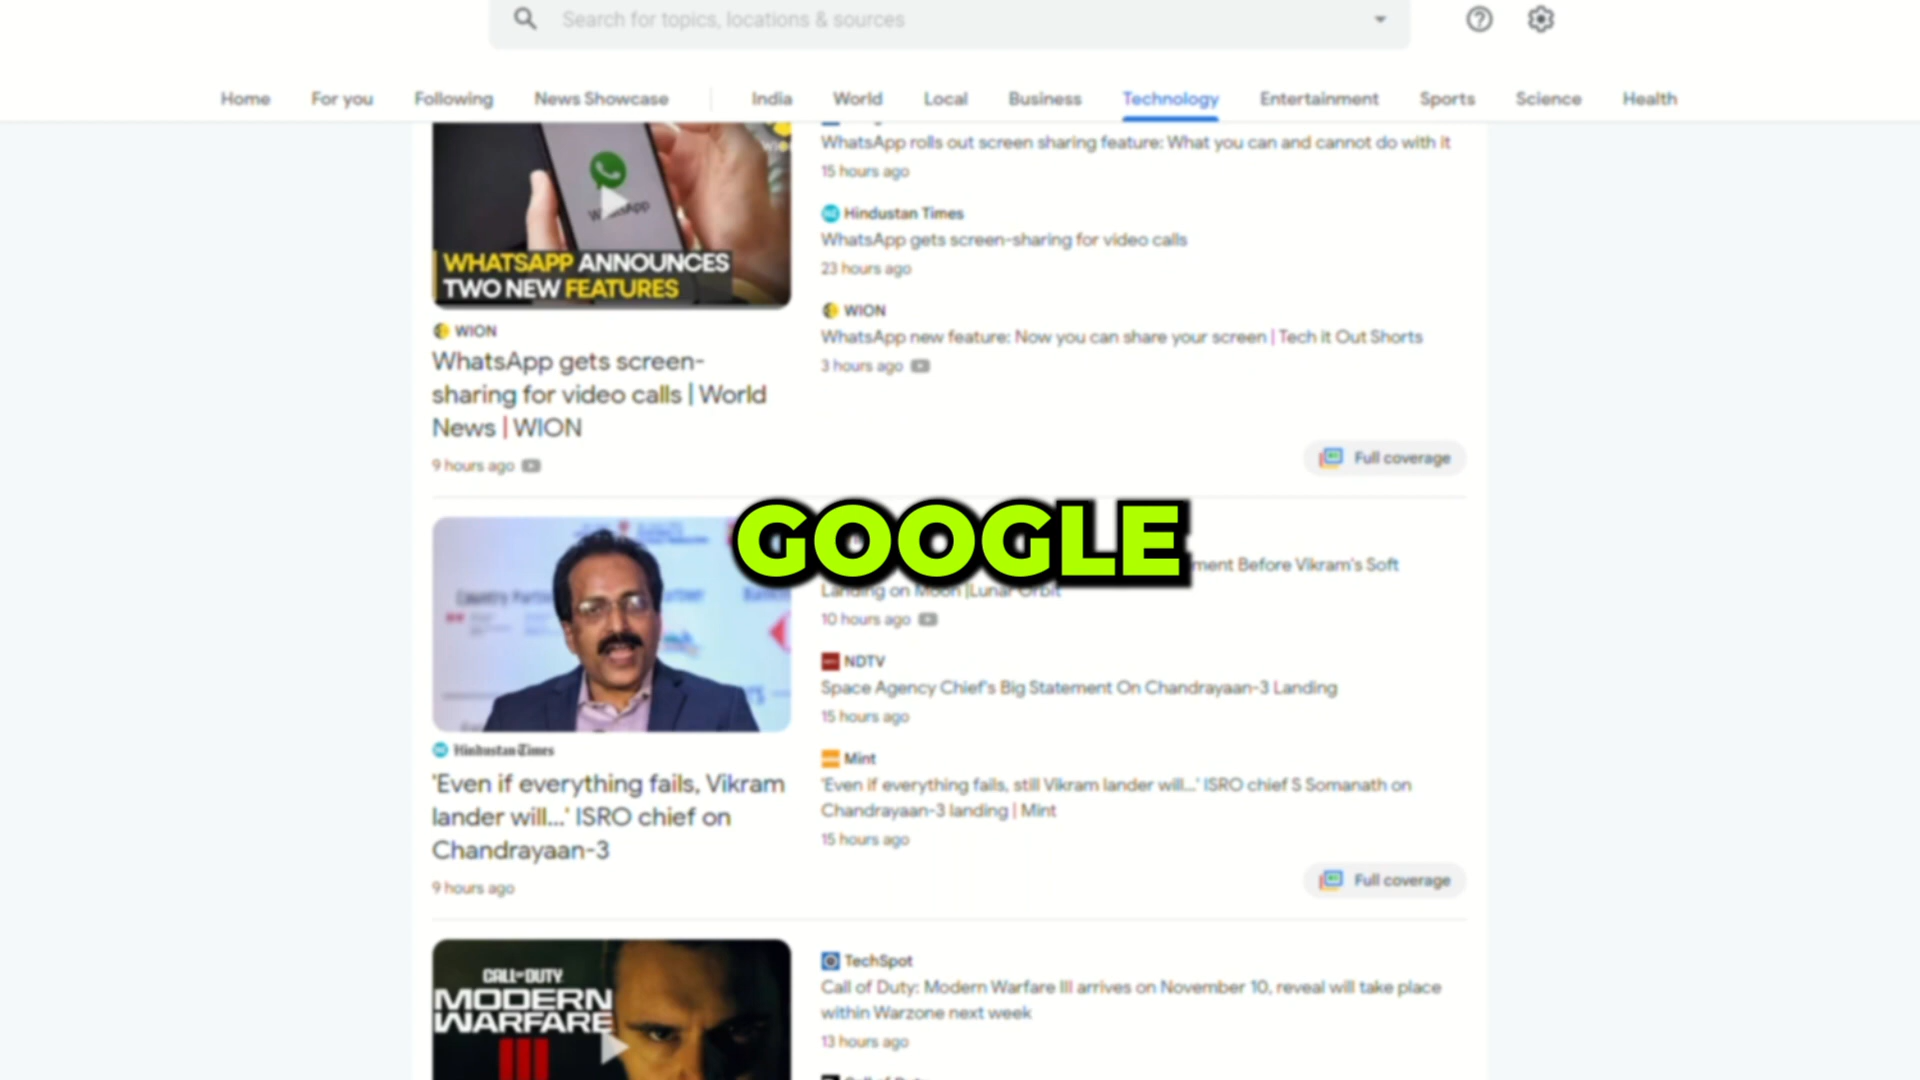 Search for topics, locations & sources
Home For you Following News Showcase India World Local Business Technology Entertainment Sports Science Health
WhatsApp
WHATSAPP ANNOUNCES
TWO NEW FEATURES
WION
WhatsApp gets screen-
sharing for video calls | World
News | WION
9 hours ago
WhatsApp rolls out screen sharing feature: What you can and cannot do with it
15 hours ago
Hindustan Times
WhatsApp gets screen-sharing for video calls
23 hours ago
WION
WhatsApp new feature: Now you can share your screen | Tech it Out Shorts
3 hours ago
Full coverage
GOOGLE
Hindustan Times
'Even if everything fails, Vikram
lander will...' ISRO chief on
Chandrayaan-3
9 hours ago
ment Before Vikram's Soft
Landing on Moon |Lunar Orbit
10 hours ago
NDTV
Space Agency Chief's Big Statement On Chandrayaan-3 Landing
15 hours ago
Mint
'Even if everything fails, still Vikram lander will...' ISRO chief S Somanath on
Chandrayaan-3 landing | Mint
15 hours ago
Full coverage
CALL OF DUTY
MODERN
WARFARE
III
TechSpot
Call of Duty: Modern Warfare III arrives on November 10, reveal will take place
within Warzone next week
13 hours ago